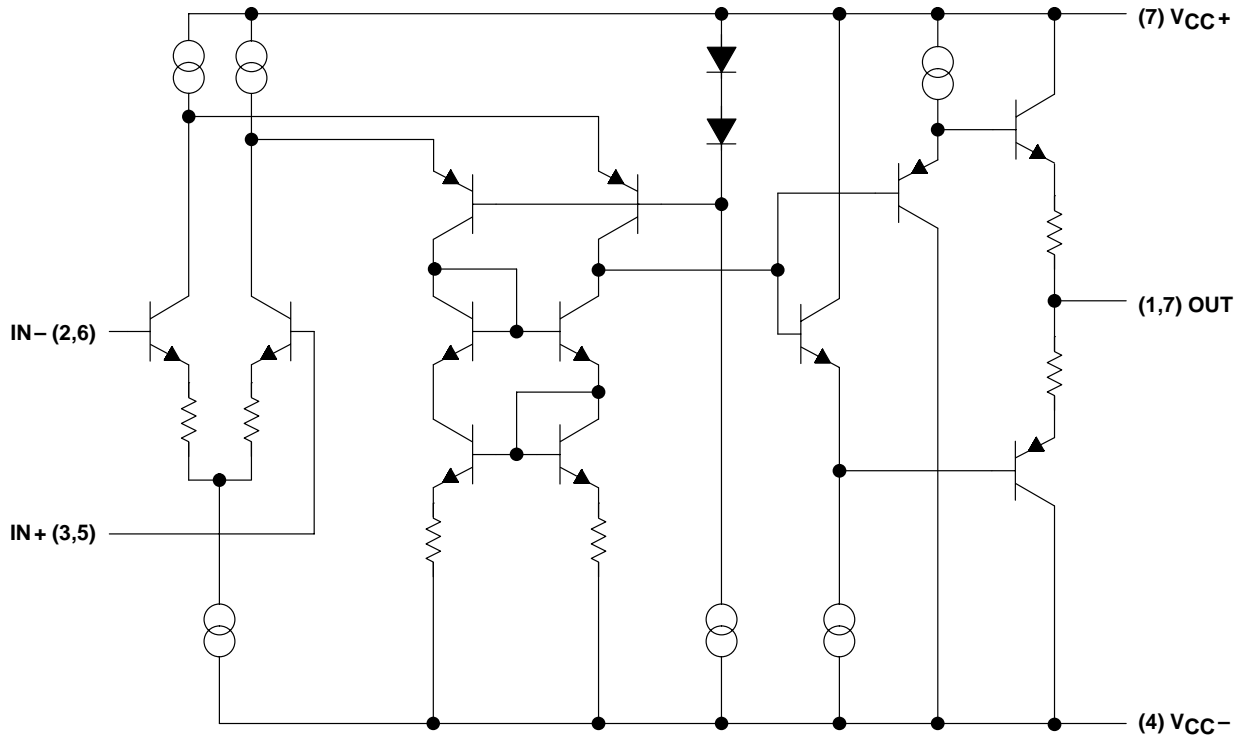 (7) VCC+
IN− (2,6)
(1,7) OUT
IN+ (3,5)
(4) VCC−